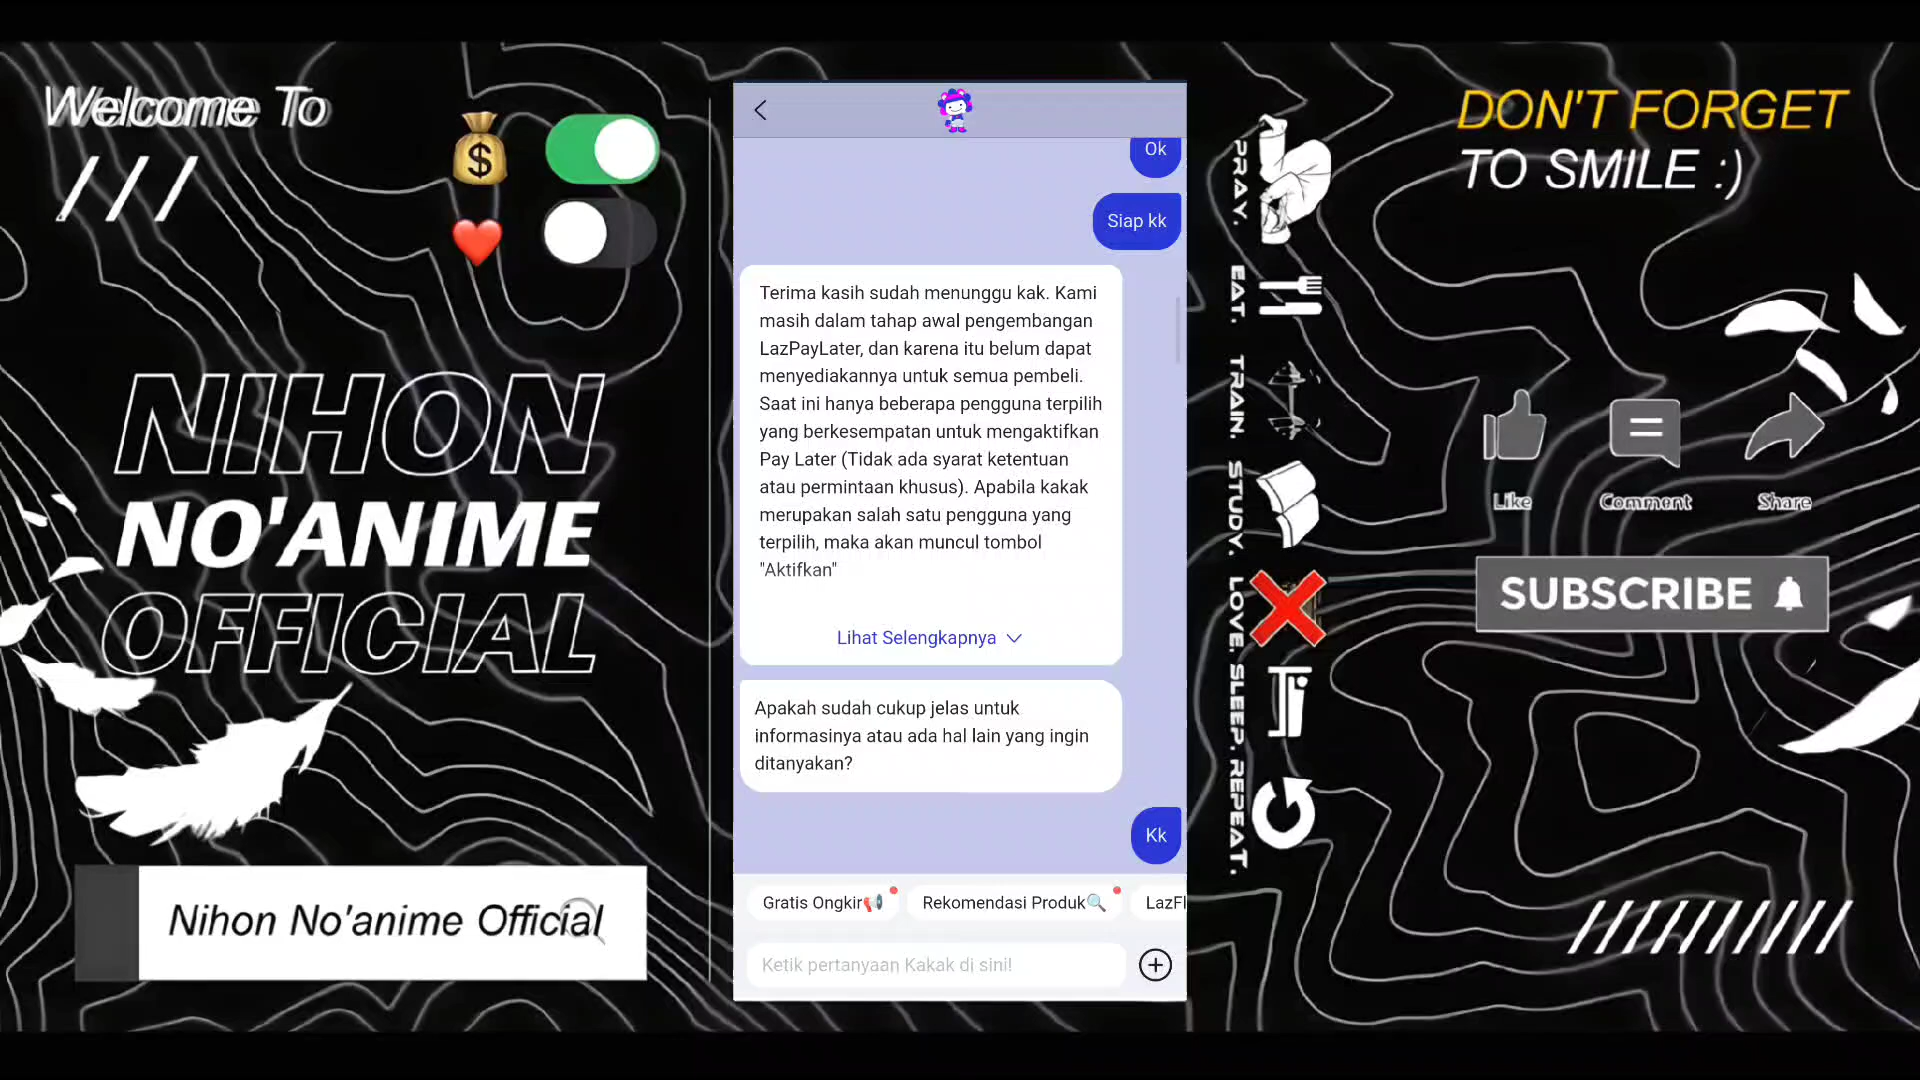 Welcome To
NIHON
NO'ANIME
OFFICIAL
Nihon No'anime Official
Ok
Siap kk
Terima kasih sudah menunggu kak. Kami
masih dalam tahap awal pengembangan
LazPayLater, dan karena itu belum dapat
menyediakannya untuk semua pembeli.
Saat ini hanya beberapa pengguna terpilih
yang berkesempatan untuk mengaktifkan
Pay Later (Tidak ada syarat ketentuan
atau permintaan khusus). Apabila kakak
merupakan salah satu pengguna yang
terpilih, maka akan muncul tombol
"Aktifkan"
Lihat Selengkapnya
Apakah sudah cukup jelas untuk
informasinya atau ada hal lain yang ingin
ditanyakan?
Kk
Gratis Ongkir
Rekomendasi Produk
LazFl
Ketik pertanyaan Kakak di sini!
PRAY. EAT. TRAIN. STUDY. LOVE. SLEEP. REPEAT.
DON'T FORGET
TO SMILE :)
Like
Comment
Share
SUBSCRIBE